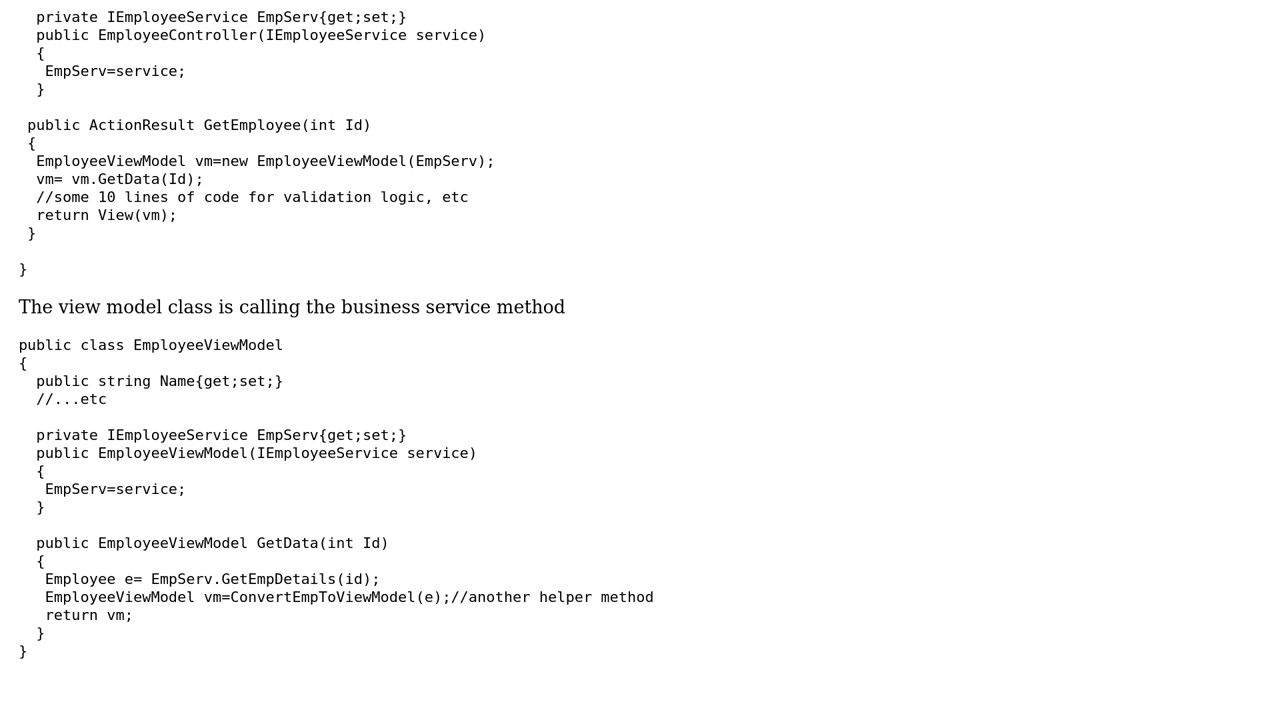 private IEmployeeService EmpServ{get;set;}
public EmployeeController(IEmployeeService service)
{
EmpServ=service;
}
public ActionResult GetEmployee(int Id)
{
EmployeeViewModel vm=new EmployeeViewModel(EmpServ);
vm= vm.GetData(Id);
//some 10 lines of code for validation logic, etc
return View(vm);
}
}
The view model class is calling the business service method
public class EmployeeViewModel
{
public string Name{get;set;}
//...etc
private IEmployeeService EmpServ{get;set;}
public EmployeeViewModel(IEmployeeService service)
{
EmpServ=service;
}
public EmployeeViewModel GetData(int Id)
{
Employee e= EmpServ.GetEmpDetails(id);
EmployeeViewModel vm=ConvertEmpToViewModel(e);//another helper method
return vm;
}
}